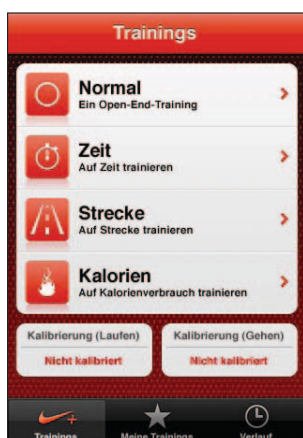 Trainings
Normal
Ein Open-End-Training
Zeit
Auf Zeit trainieren
Strecke
Auf Strecke trainieren
Kalorien
Auf Kalorienverbrauch trainieren
Kalibrierung (Laufen)
Nicht kalibriert
Kalibrierung (Gehen)
Nicht kalibriert
Trainings
Meine Trainings
Verlauf